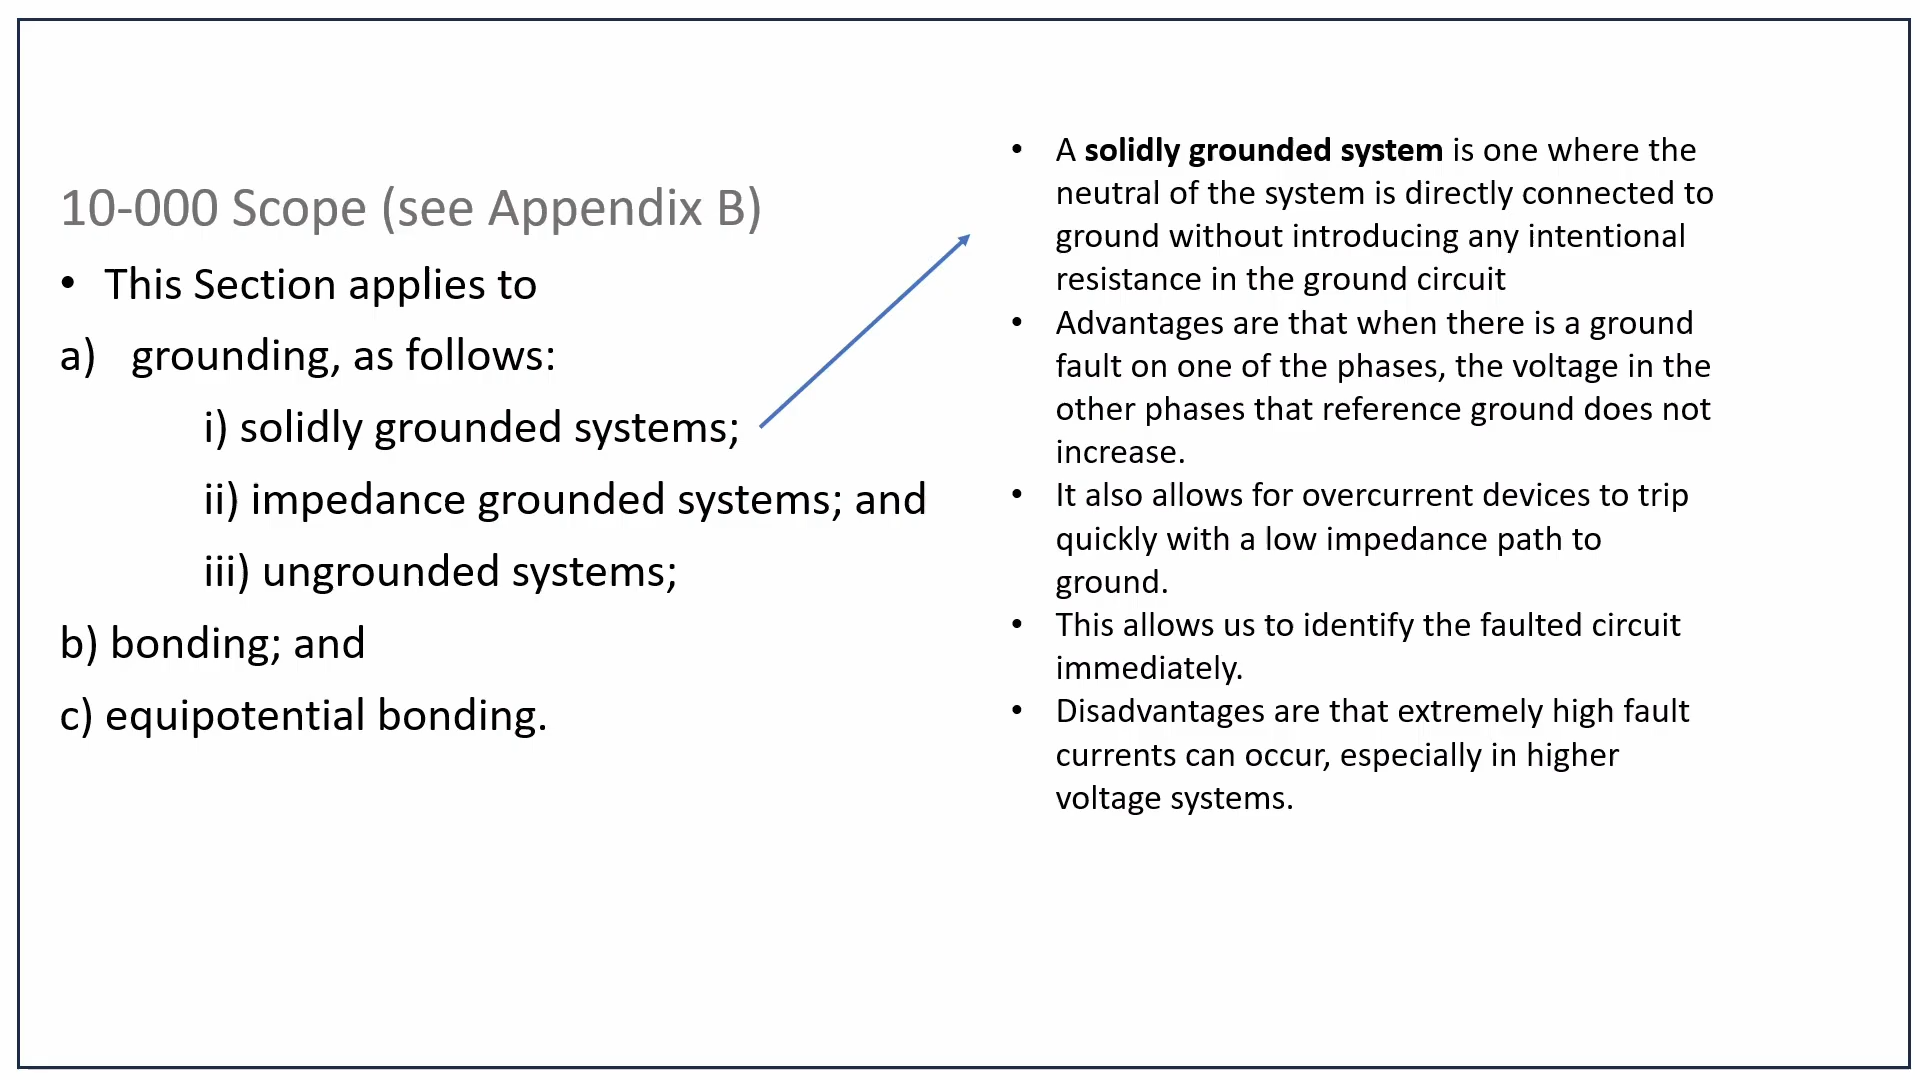 10-000 Scope (see Appendix B)
• This Section applies to
a) grounding, as follows:
i) solidly grounded systems;
ii) impedance grounded systems; and
iii) ungrounded systems;
b) bonding; and
c) equipotential bonding.
• A solidly grounded system is one where the
neutral of the system is directly connected to
ground without introducing any intentional
resistance in the ground circuit
• Advantages are that when there is a ground
fault on one of the phases, the voltage in the
other phases that reference ground does not
increase.
• It also allows for overcurrent devices to trip
quickly with a low impedance path to
ground.
• This allows us to identify the faulted circuit
immediately.
• Disadvantages are that extremely high fault
currents can occur, especially in higher
voltage systems.